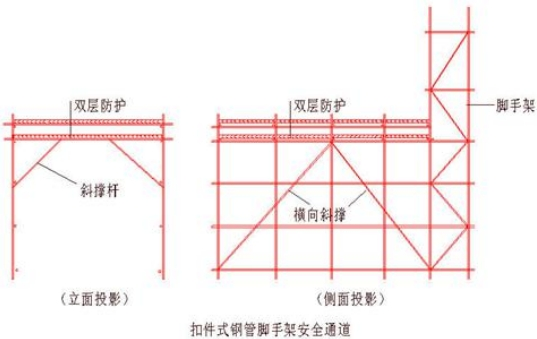 双层防护
斜撑杆
(立面投影)
双层防护
脚手架
横向斜撑
(侧面投影)
扣件式钢管脚手架安全通道